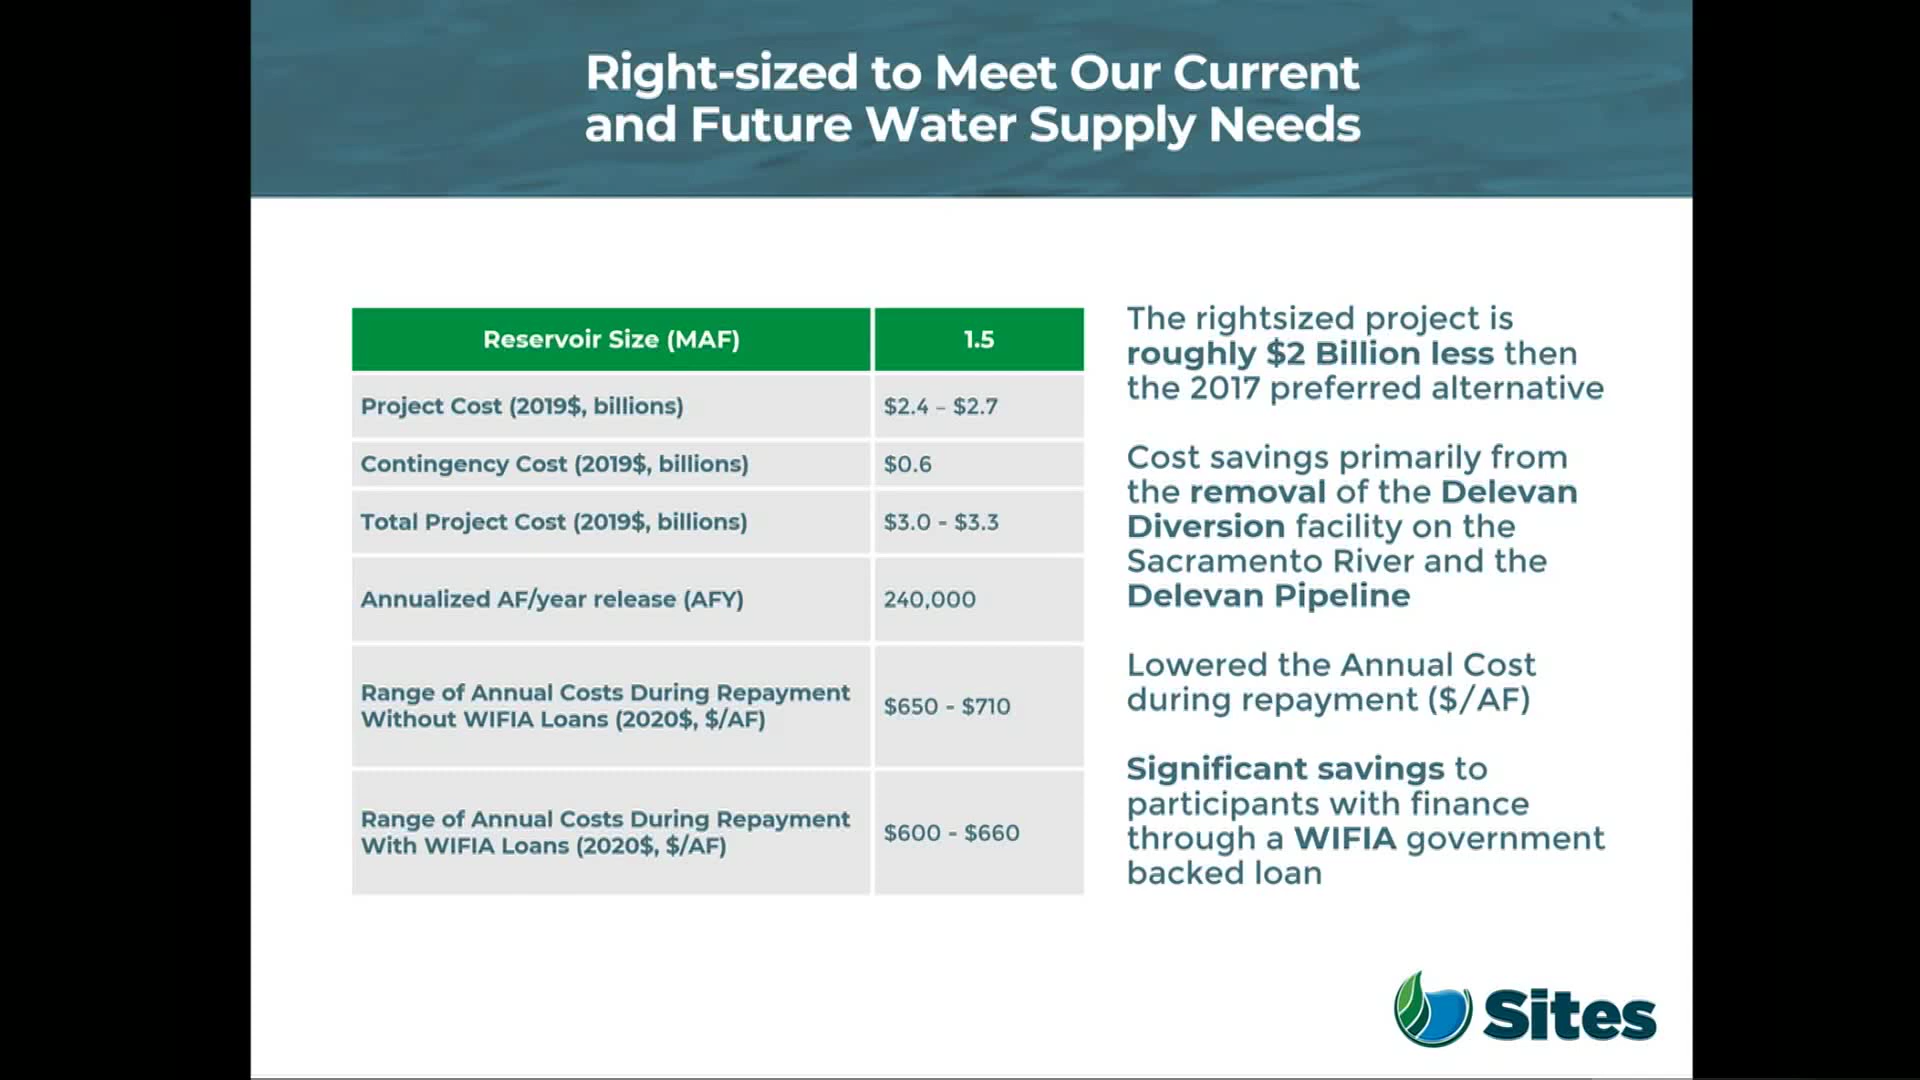 Right-sized to Meet Our Current
and Future Water Supply Needs
Reservoir Size (MAF) 1.5
Project Cost (2019$, billions) $2.4 – $2.7
Contingency Cost (2019$, billions) $0.6
Total Project Cost (2019$, billions) $3.0 - $3.3
Annualized AF/year release (AFY) 240,000
Range of Annual Costs During Repayment
Without WIFIA Loans (2020$, $/AF) $650 - $710
Range of Annual Costs During Repayment
With WIFIA Loans (2020$, $/AF) $600 - $660
The rightsized project is
roughly $2 Billion less then
the 2017 preferred alternative
Cost savings primarily from
the removal of the Delevan
Diversion facility on the
Sacramento River and the
Delevan Pipeline
Lowered the Annual Cost
during repayment ($/AF)
Significant savings to
participants with finance
through a WIFIA government
backed loan
Sites